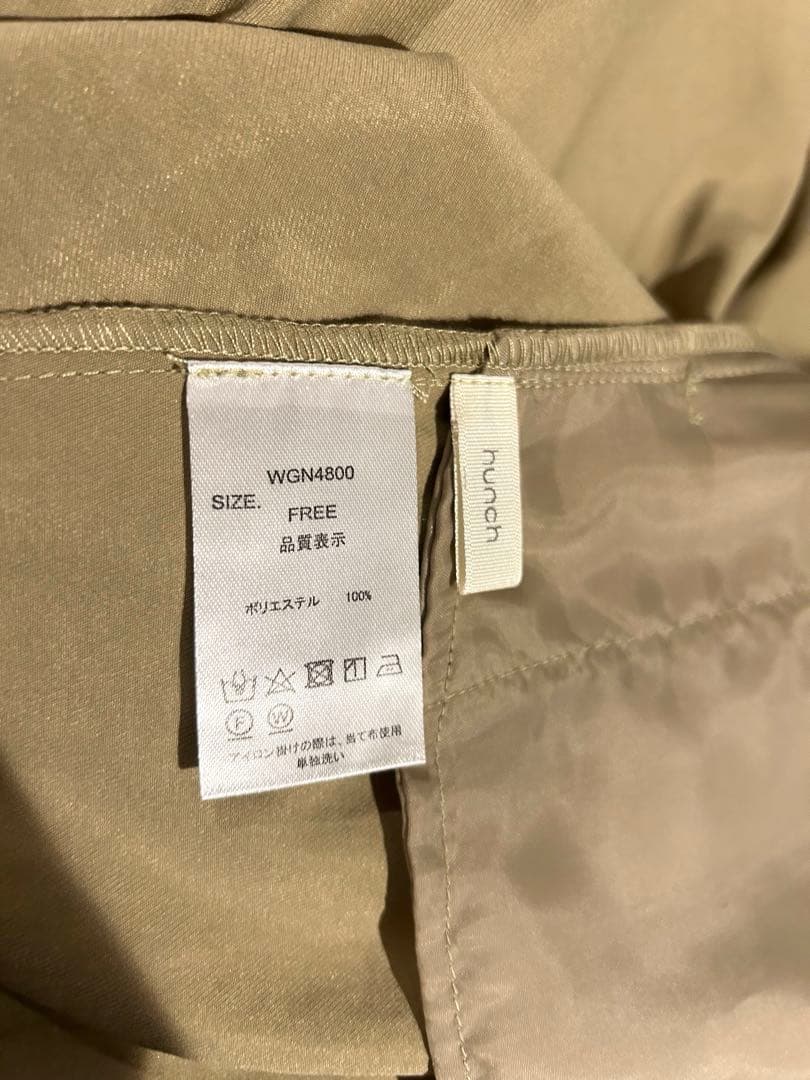 WGN4800
SIZE.
FREE
品質表示
ポリエステル 100%
F W
アイロン掛けの際は、当て布使用
単独洗い
hunch